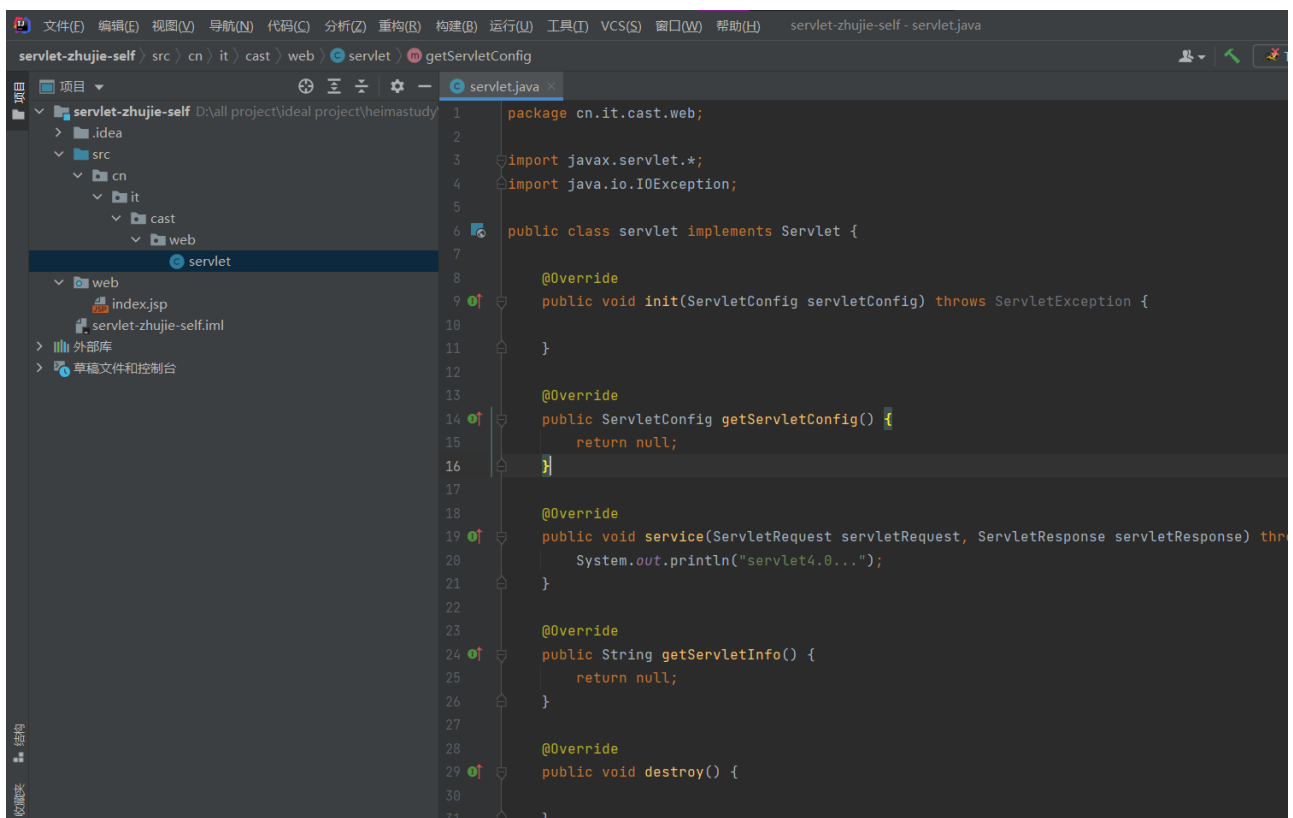 文件(F) 编辑(E) 视图(V) 导航(N) 代码(C) 分析(Z) 重构(R) 构建(B) 运行(U) 工具(T) VCS(S) 窗口(W) 帮助(H) servlet-zhujie-self - servlet.java
servlet-zhujie-self 〉 src 〉 cn 〉 it 〉 cast 〉 web 〉 servlet 〉 getServletConfig
项目
项目
servlet.java
servlet-zhujie-self D:\all project\ideal project\heimastudy
.idea
src
cn
it
cast
web
servlet
web
index.jsp
servlet-zhujie-self.iml
外部库
草稿文件和控制台
结构
收藏夹
1 package cn.it.cast.web;
2
3 import javax.servlet.*;
4 import java.io.IOException;
5
6 public class servlet implements Servlet {
7
8 @Override
9 public void init(ServletConfig servletConfig) throws ServletException {
10
11 }
12
13 @Override
14 public ServletConfig getServletConfig() {
15 return null;
16 }
17
18 @Override
19 public void service(ServletRequest servletRequest, ServletResponse servletResponse) thr
20 System.out.println("servlet4.0...");
21 }
22
23 @Override
24 public String getServletInfo() {
25 return null;
26 }
27
28 @Override
29 public void destroy() {
30
31 }